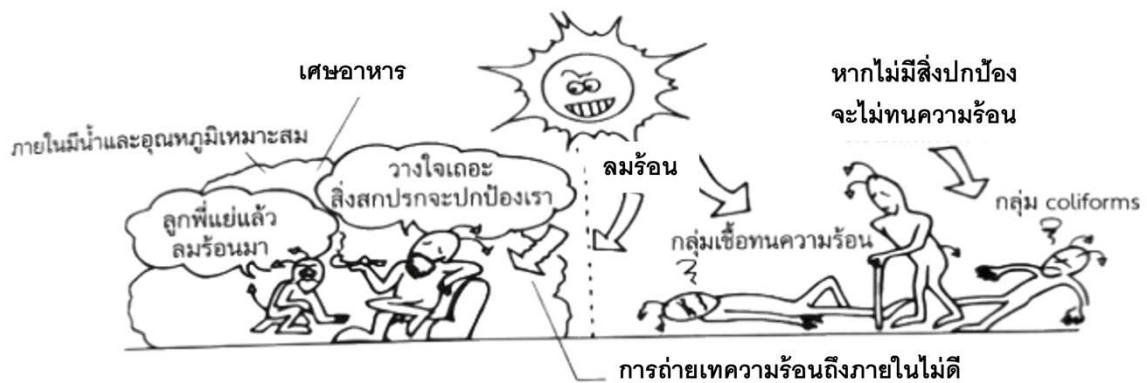 เศษอาหาร
ภายในมีน้ำและอุณหภูมิเหมาะสม
ลูกพี่แย่แล้ว
ลมร้อนมา
วางใจเถอะ
สิ่งสกปรกจะปกป้องเรา
ลมร้อน
หากไม่มีสิ่งปกป้อง
จะไม่ทนความร้อน
กลุ่มเชื้อทนความร้อน
กลุ่ม coliforms
การถ่ายเทความร้อนถึงภายในไม่ดี